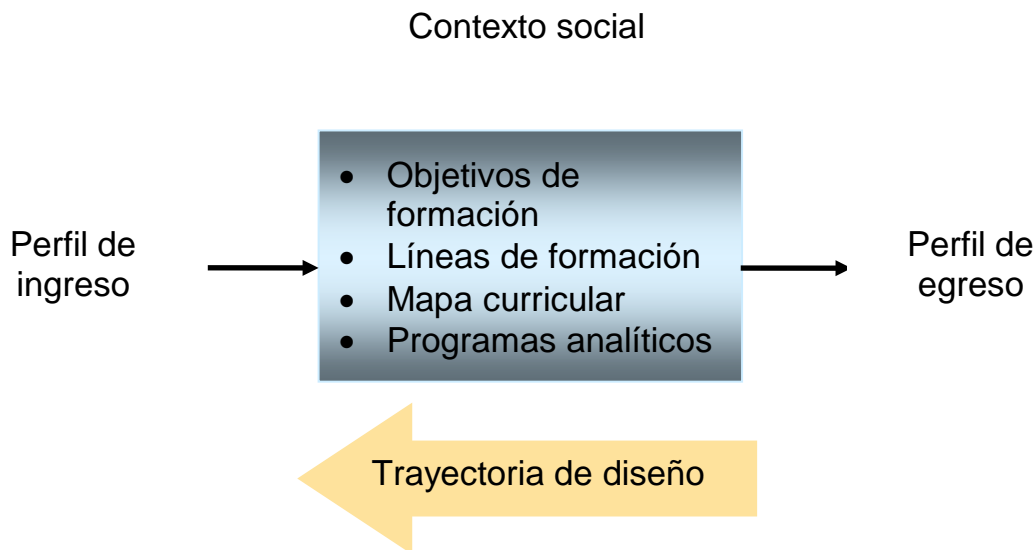 Contexto social
Perfil de
ingreso
• Objetivos de
formación
• Líneas de formación
• Mapa curricular
• Programas analíticos
Perfil de
egreso
Trayectoria de diseño